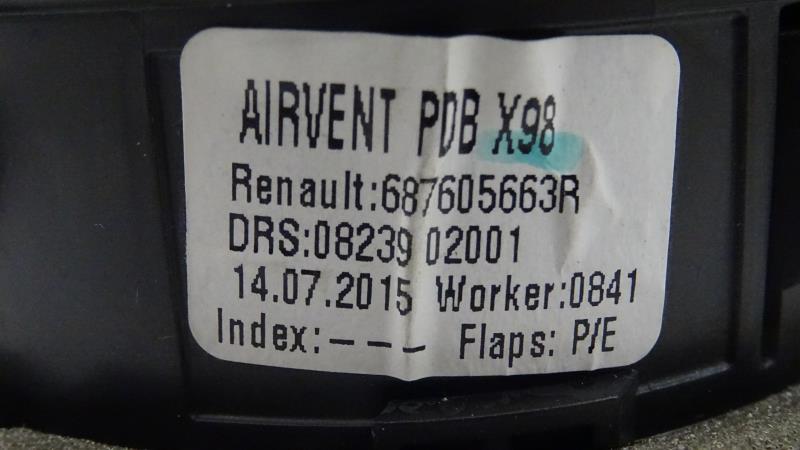 AIRVENT PDB X98
Renault:687605663R
DRS:08239 02001
14.07.2015 Worker:0841
Index:--- Flaps: P/E